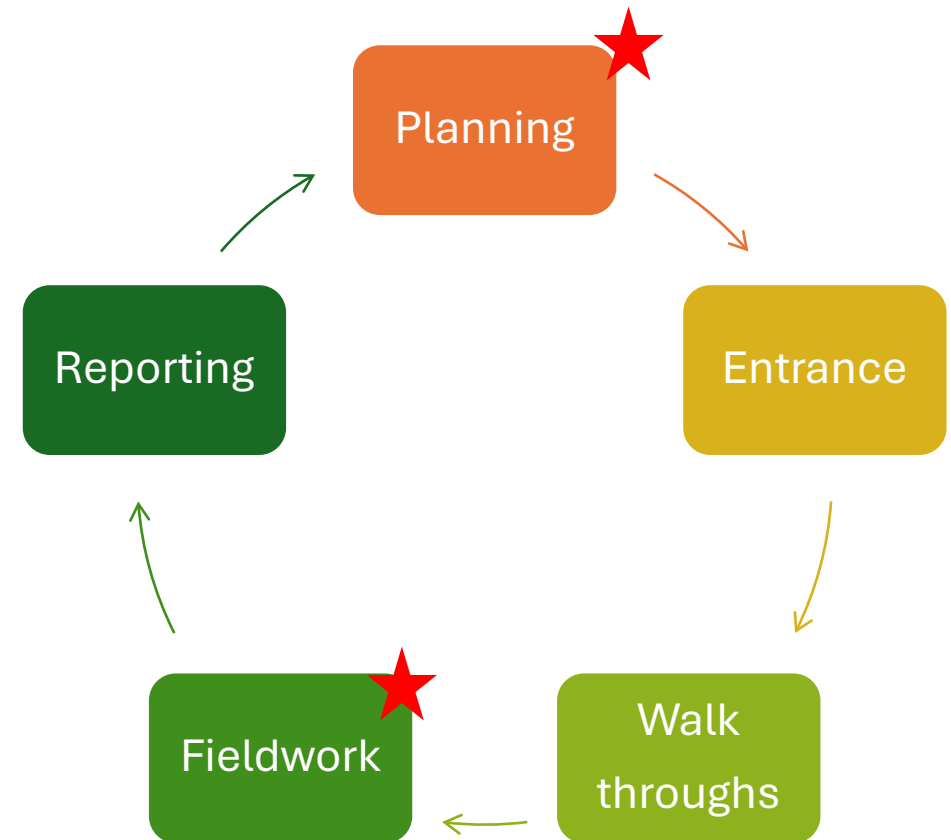 Planning
Entrance
Walk
throughs
Fieldwork
Reporting